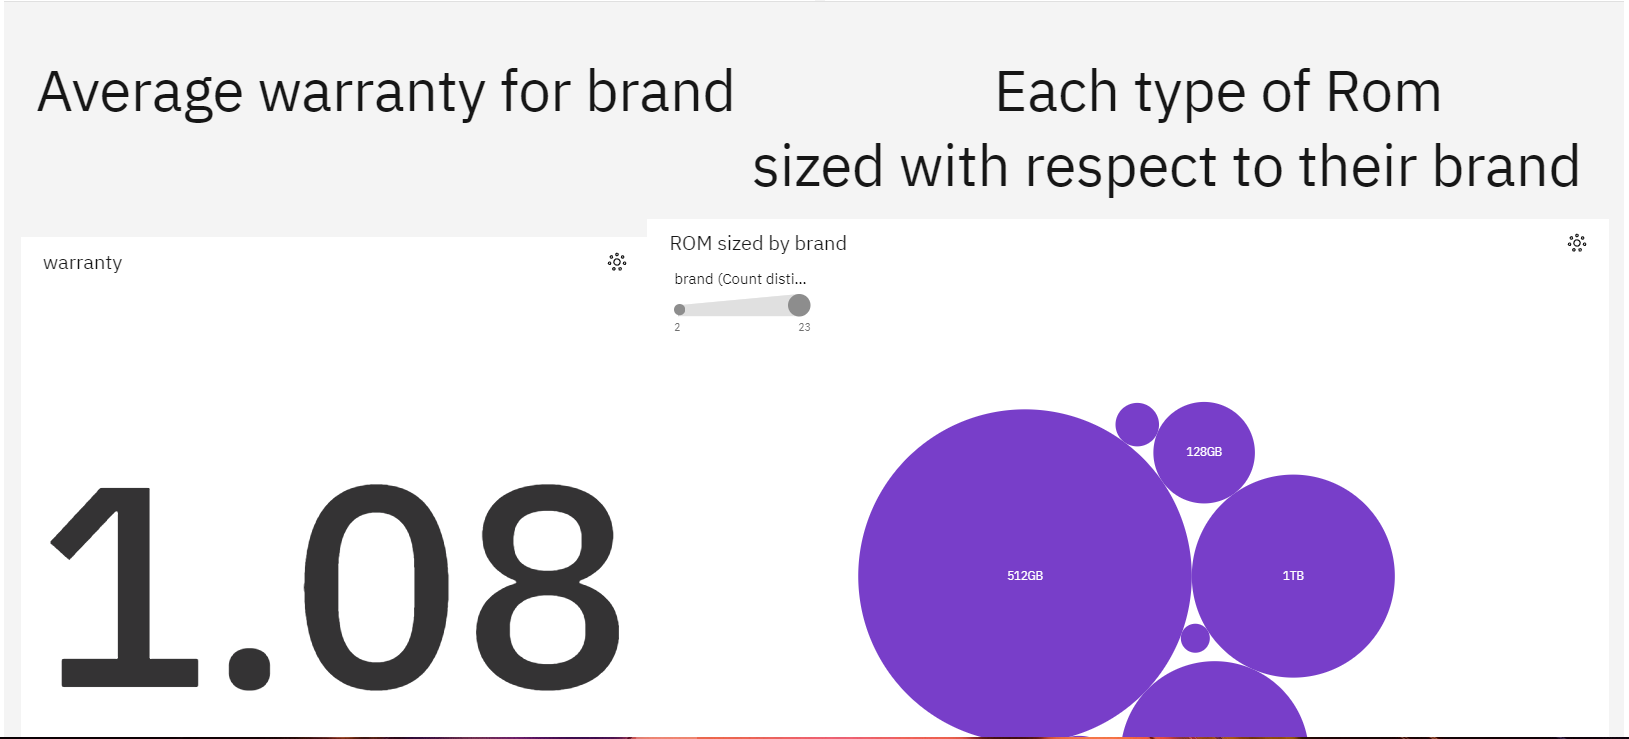 Average warranty for brand
Each type of Rom
sized with respect to their brand
warranty
1.08
ROM sized by brand
brand (Count disti...
2
23
128GB
512GB
1TB